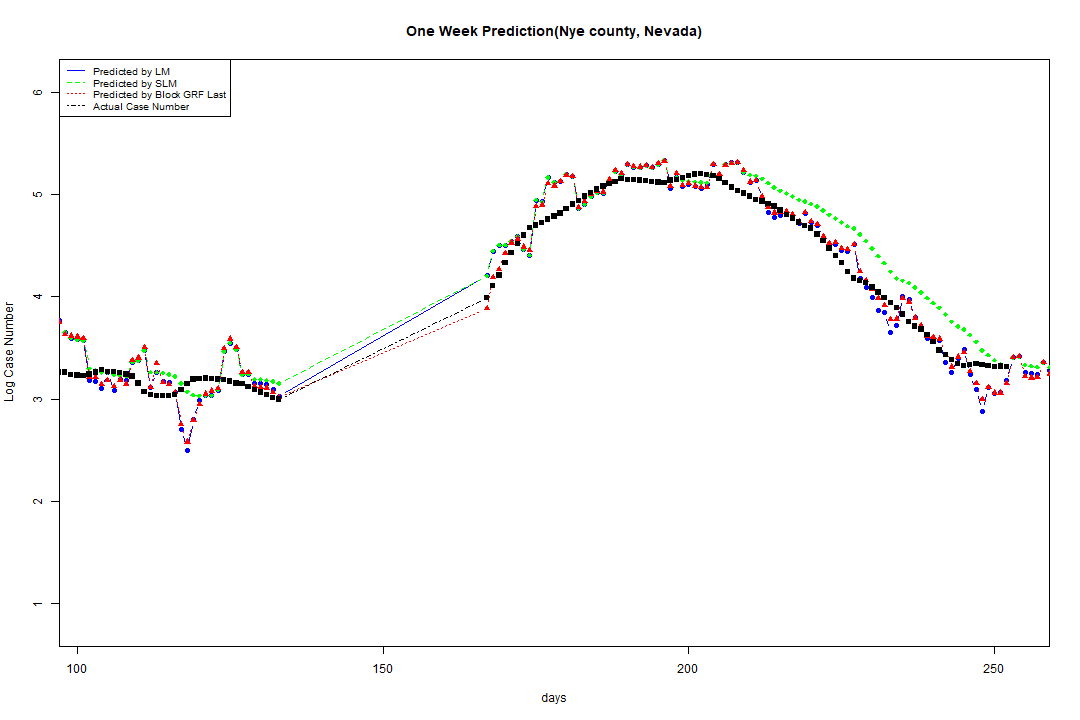 One Week Prediction(Nye county, Nevada)
Predicted by LM
Predicted by SLM
Predicted by Block GRF Last
Actual Case Number
6
5
4
3
2
1
Log Case Number
100 150 200 250
days